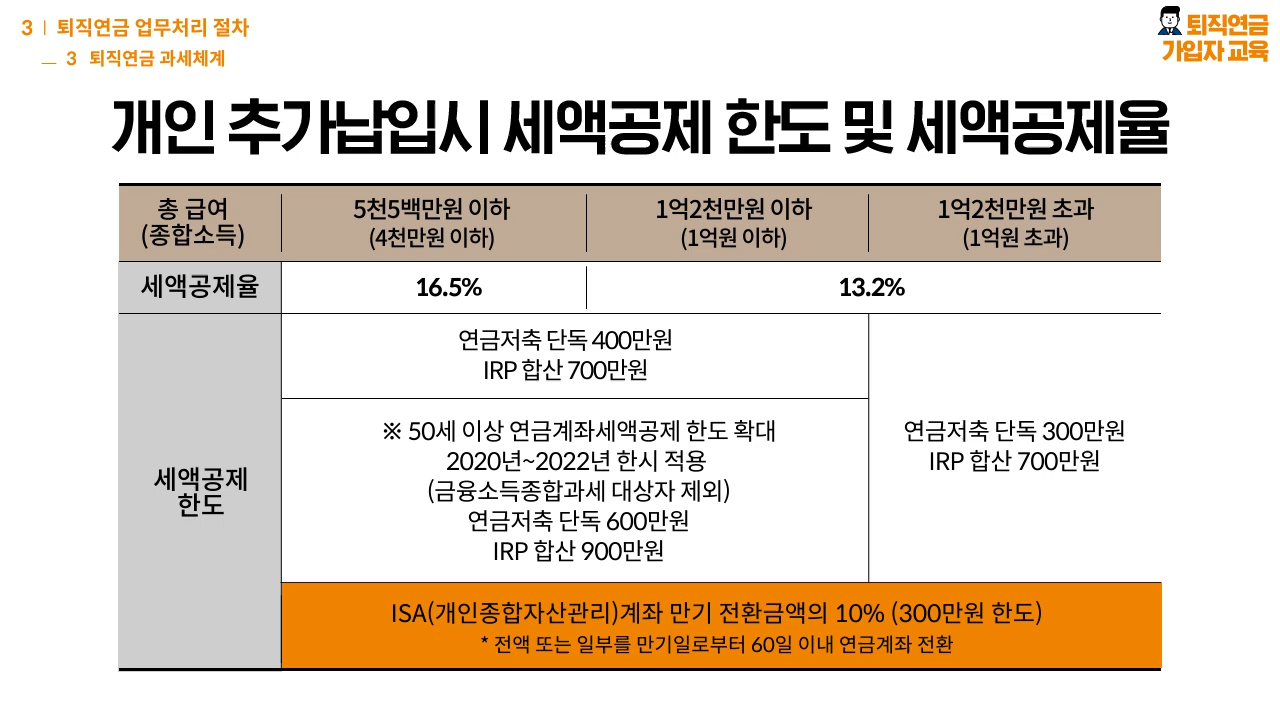 3 | 퇴직연금 업무처리 절차
3 퇴직연금 과세체계
퇴직연금
가입자 교육
개인 추가납입시 세액공제 한도 및 세액공제율
총 급여
(종합소득)
5천5백만원 이하
(4천만원 이하)
1억2천만원 이하
(1억원 이하)
1억2천만원 초과
(1억원 초과)
세액공제율
16.5%
13.2%
세액공제
한도
연금저축 단독 400만원
IRP 합산 700만원
※ 50세 이상 연금계좌세액공제 한도 확대
2020년~2022년 한시 적용
(금융소득종합과세 대상자 제외)
연금저축 단독 600만원
IRP 합산 900만원
연금저축 단독 300만원
IRP 합산 700만원
ISA(개인종합자산관리)계좌 만기 전환금액의 10% (300만원 한도)
* 전액 또는 일부를 만기일로부터 60일 이내 연금계좌 전환